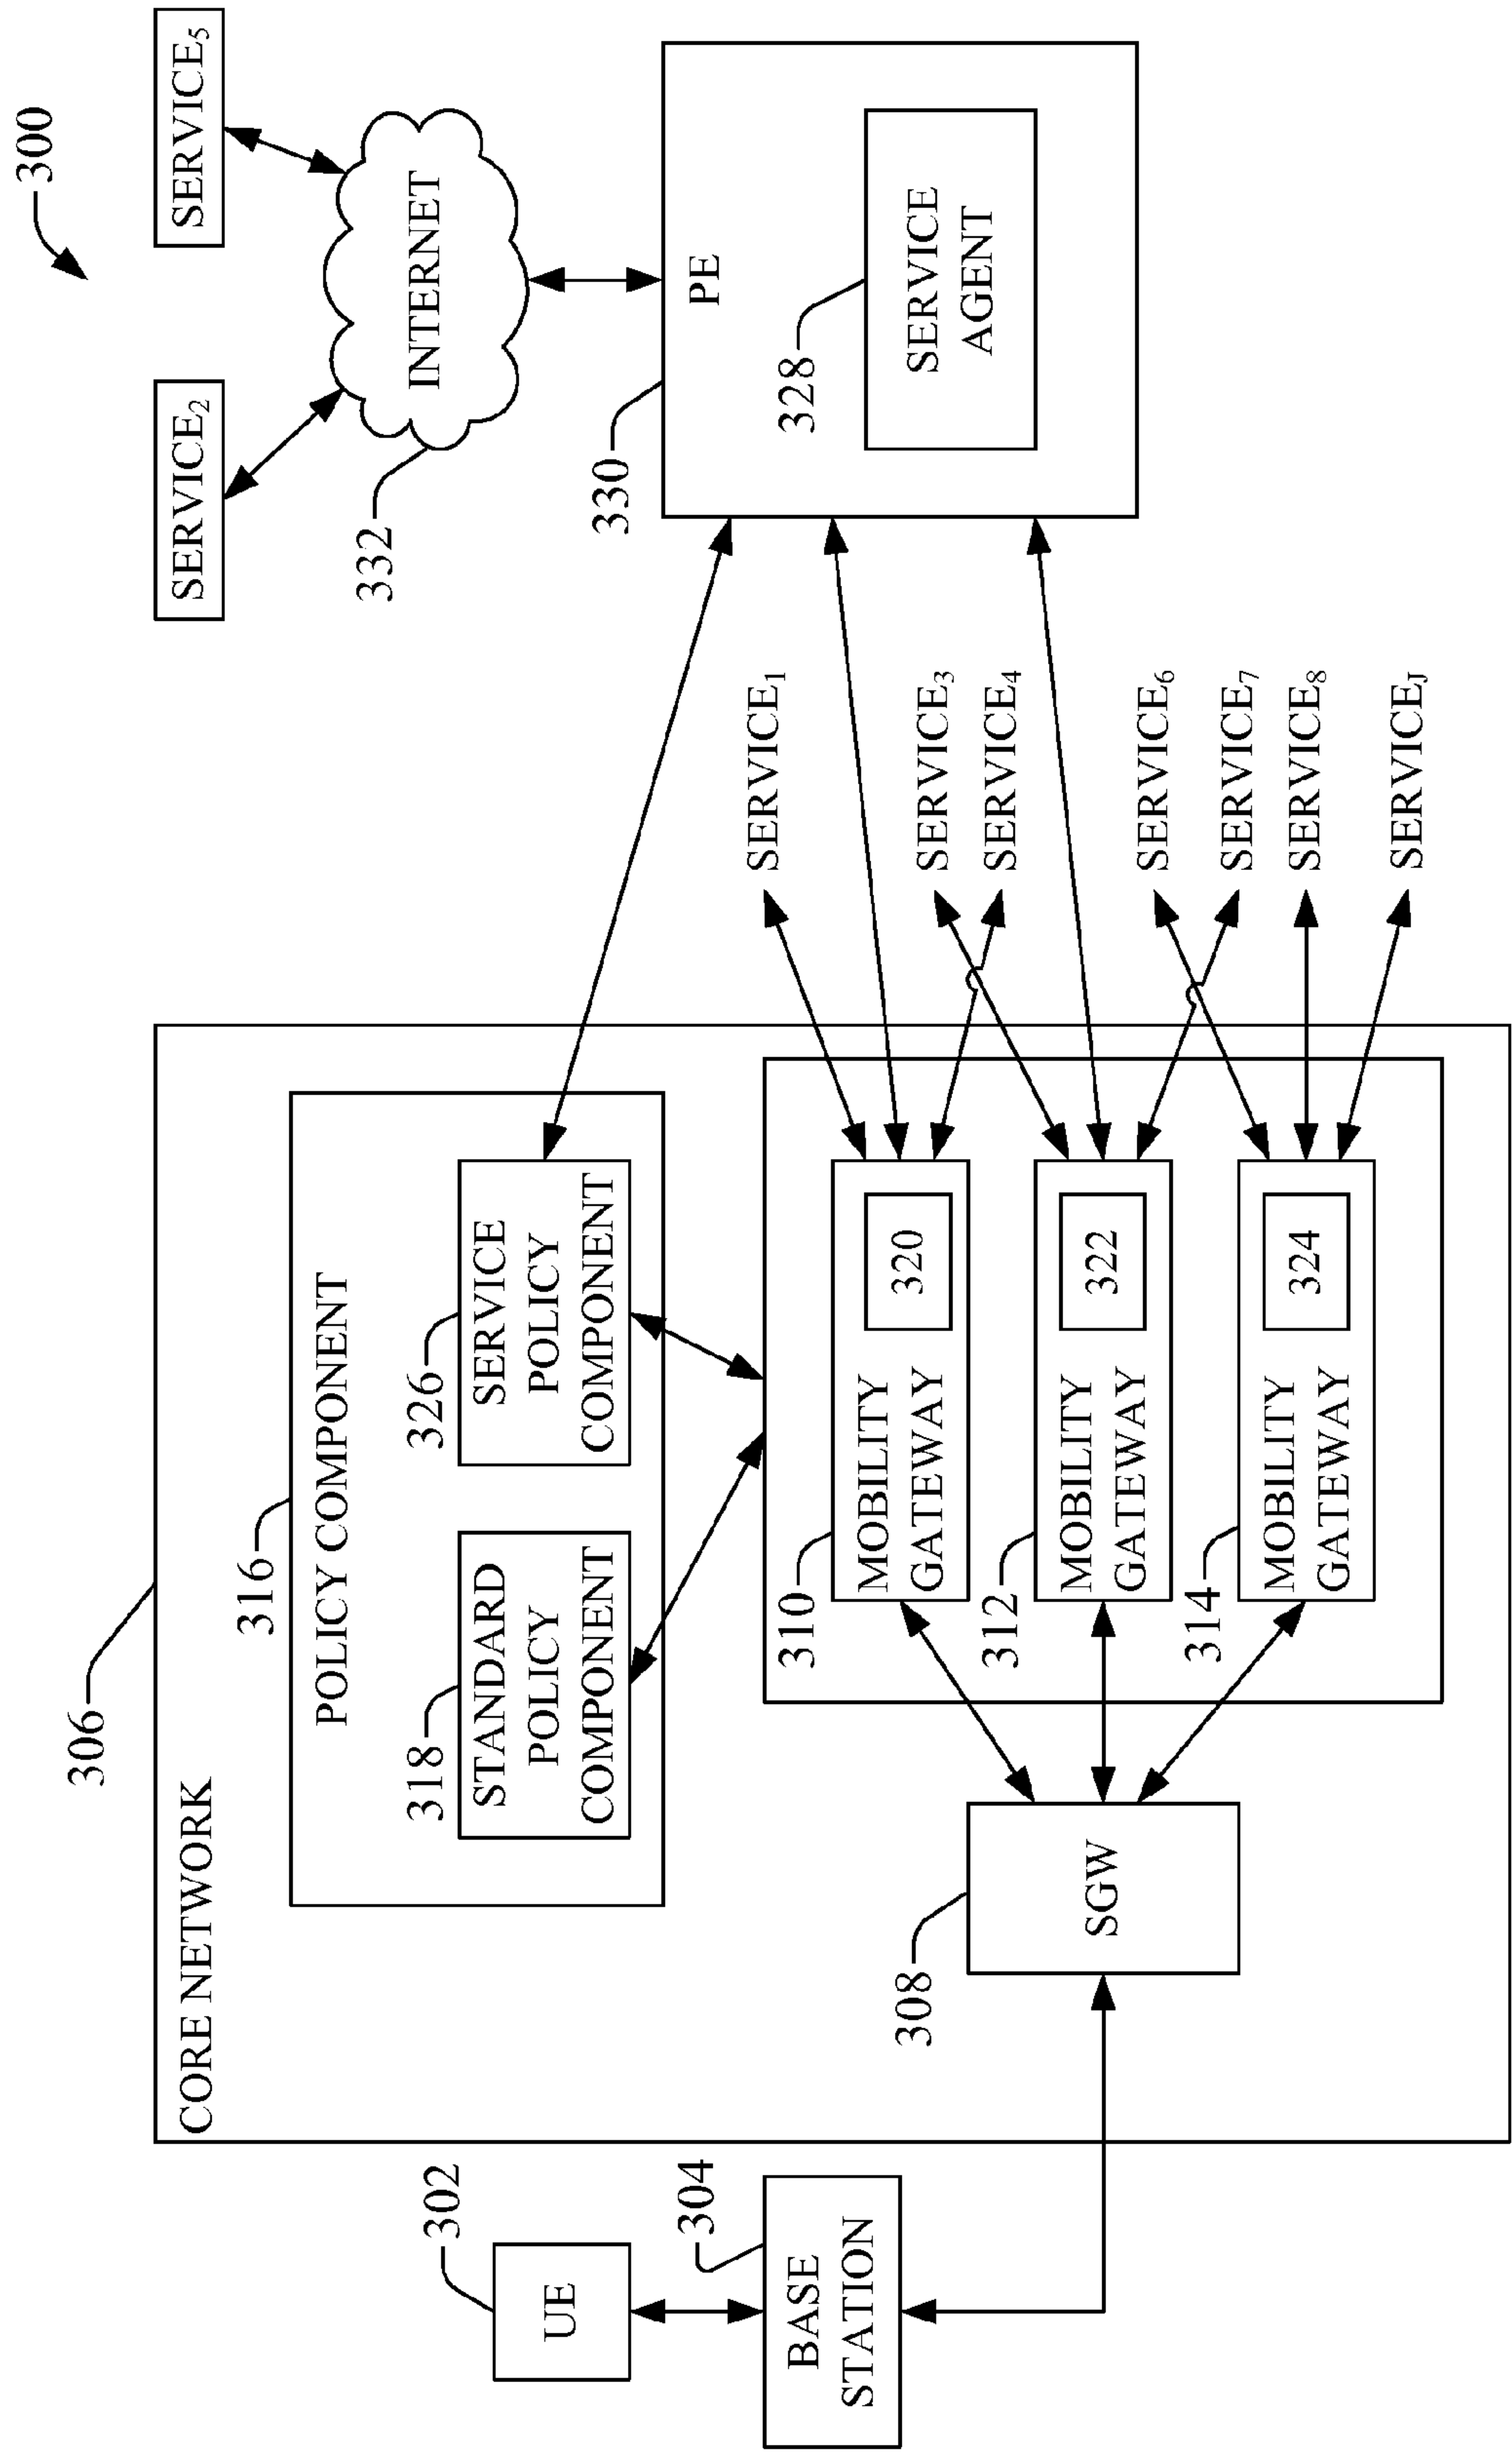 300
SERVICE2
SERVICE5
332
INTERNET
330
PE
328
SERVICE
AGENT
306
CORE NETWORK
316
POLICY COMPONENT
318
STANDARD
POLICY
COMPONENT
326
SERVICE
POLICY
COMPONENT
302
UE
304
BASE
STATION
308
SGW
310
MOBILITY
GATEWAY
320
312
MOBILITY
GATEWAY
322
314
MOBILITY
GATEWAY
324
SERVICE1
SERVICE3
SERVICE4
SERVICE6
SERVICE7
SERVICE8
SERVICEJ